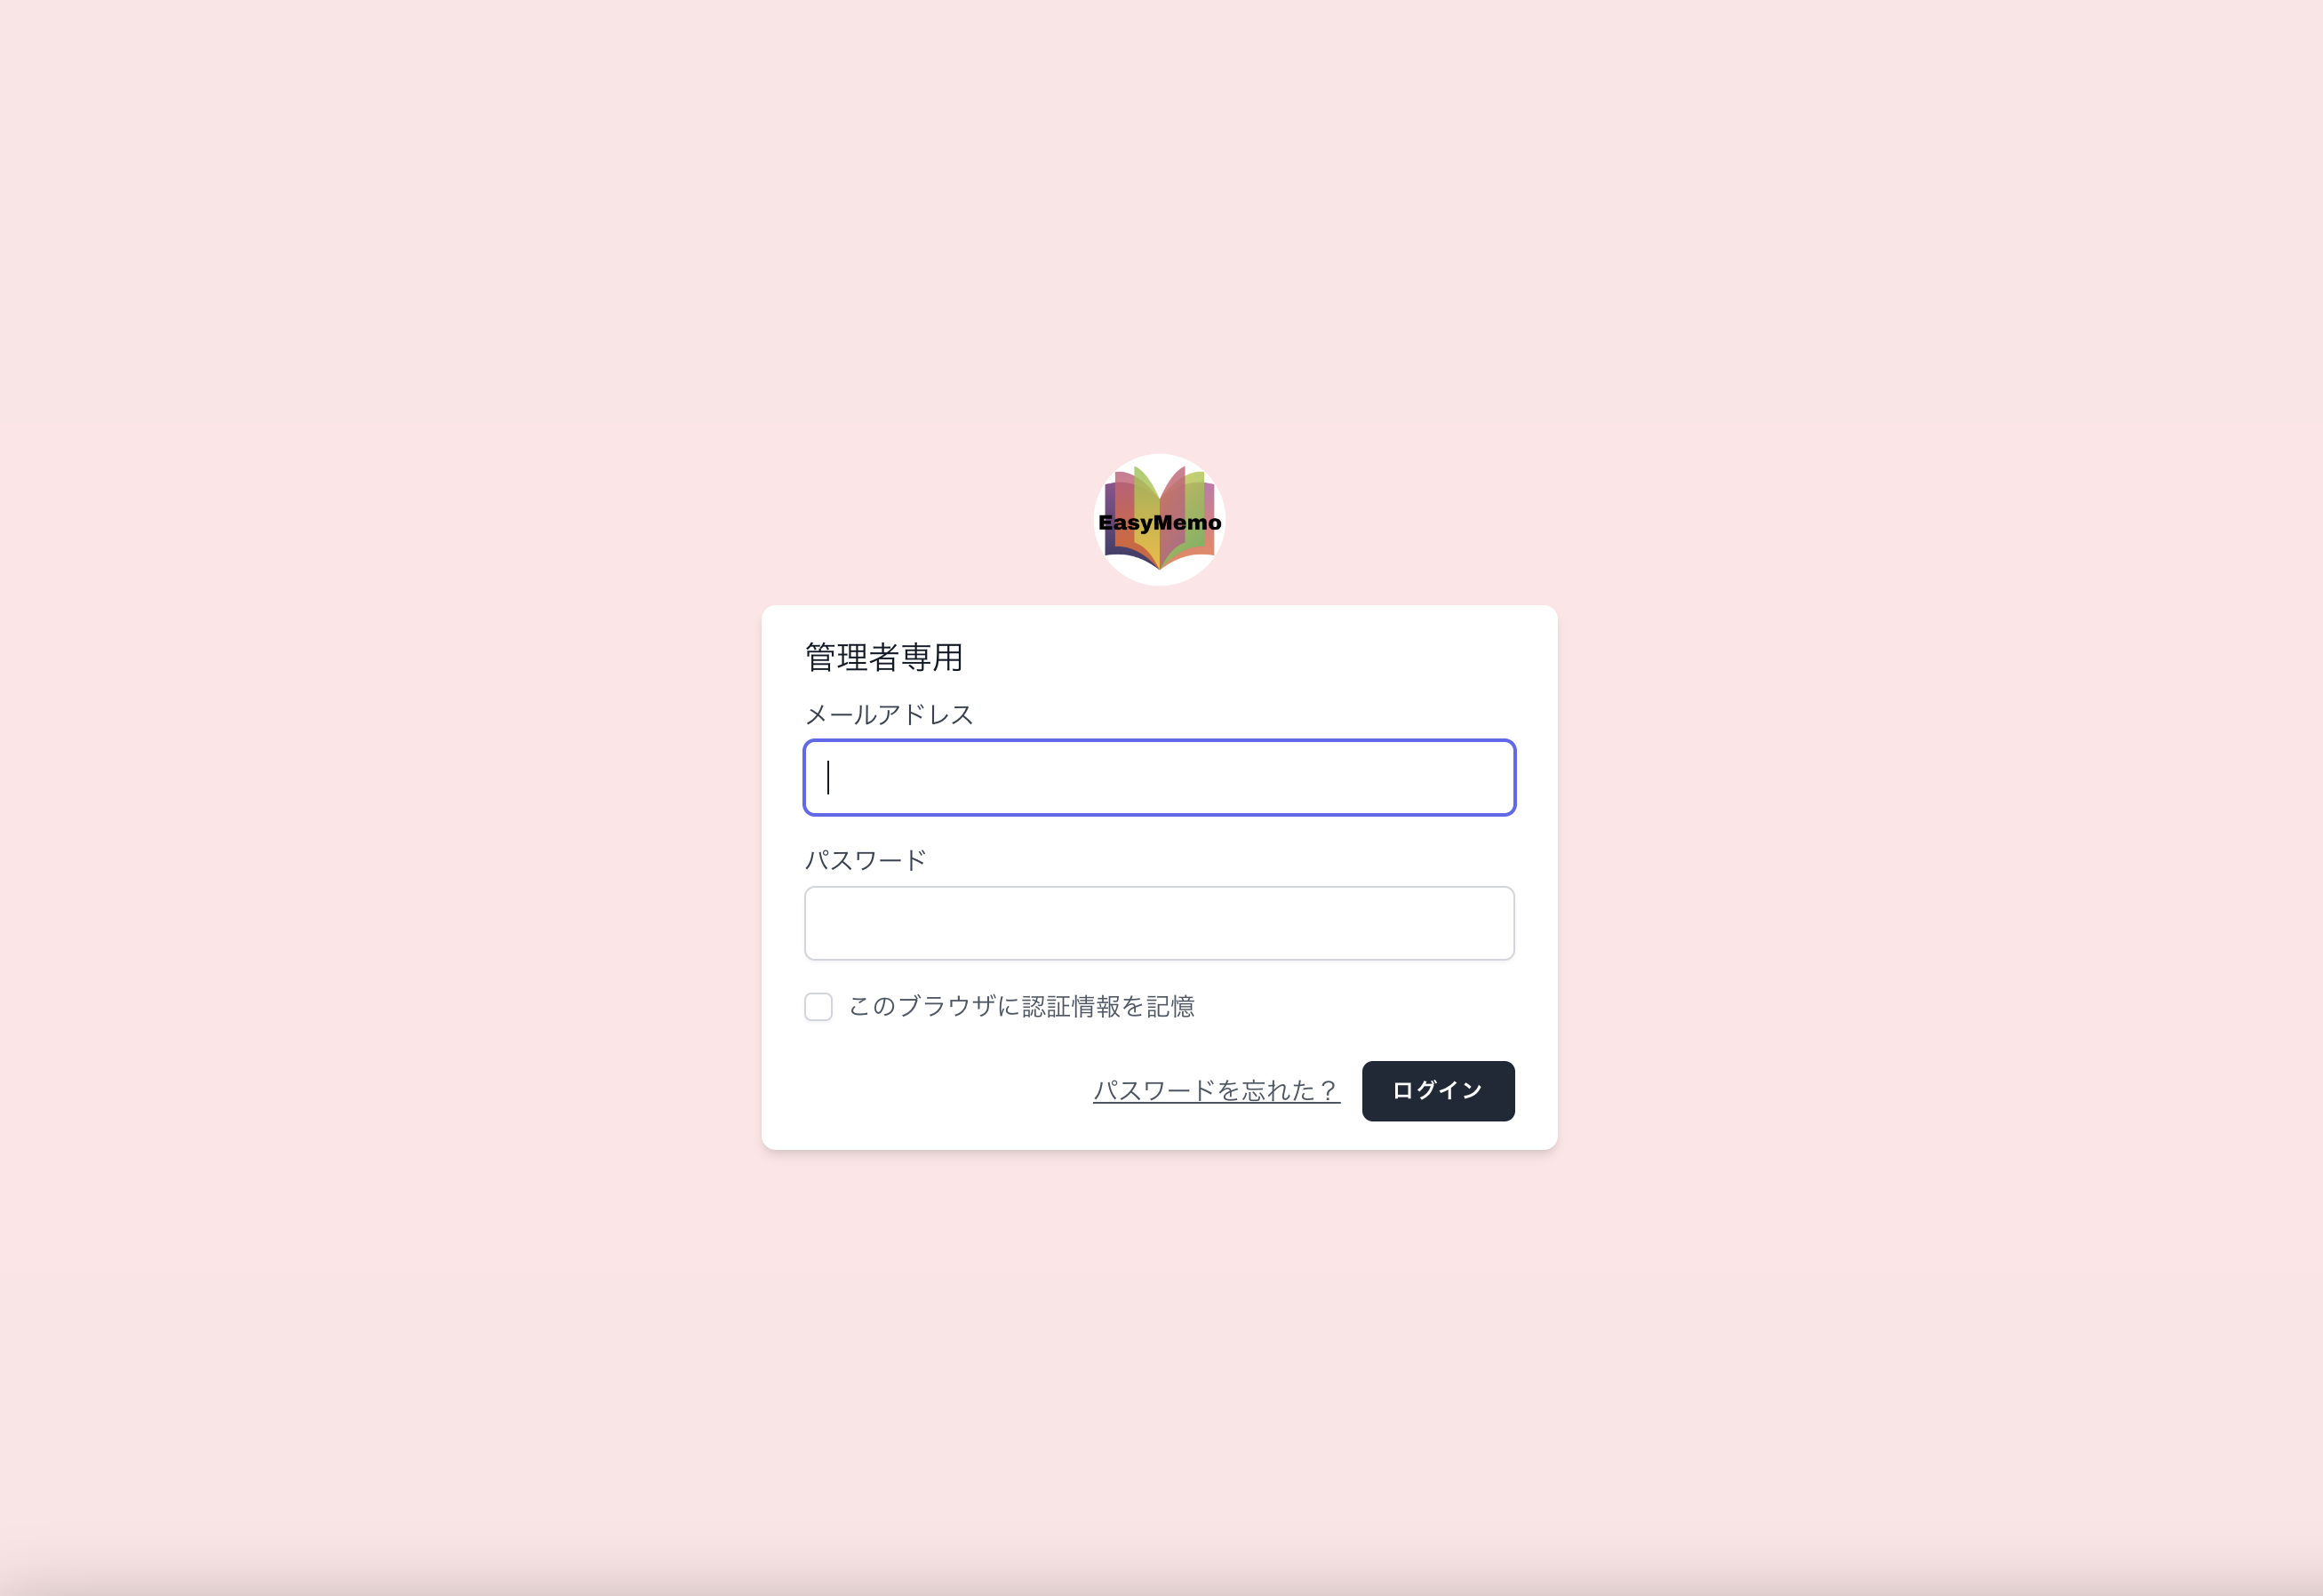 EasyMemo
管理者専用
メールアドレス
パスワード
このブラウザに認証情報を記憶
パスワードを忘れた？
ログイン